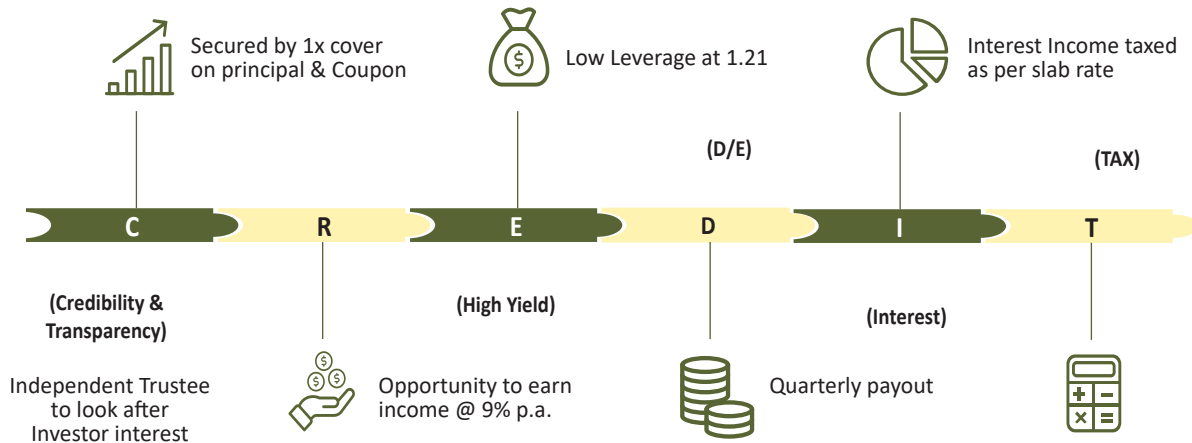 Secured by 1x cover
on principal & Coupon
Low Leverage at 1.21
Interest Income taxed
as per slab rate
(D/E)
(TAX)
C
R
E
D
I
T
(Credibility &
Transparency)
(High Yield)
(Interest)
Independent Trustee
to look after
Investor interest
Opportunity to earn
income @ 9% p.a.
Quarterly payout